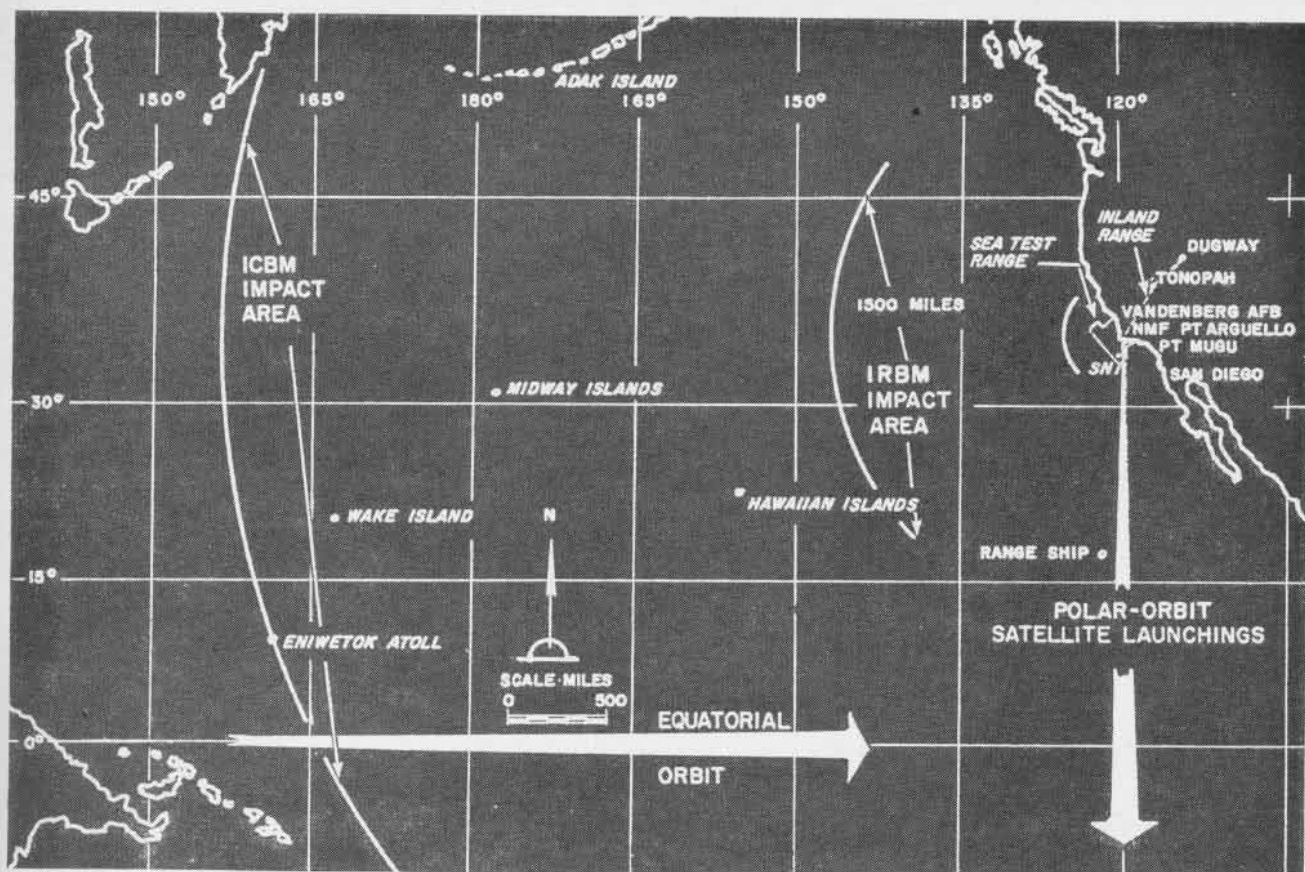 ADAK ISLAND
150°
165°
180°
165°
150°
135°
120°
45°
ICBM
IMPACT
AREA
SEA TEST
RANGE
INLAND
RANGE
DUGWAY
TONOPAH
1500 MILES
VANDENBERG AFB
NMF PT ARGUELLO
PT MUGU
SNI
SAN DIEGO
30°
MIDWAY ISLANDS
IRBM
IMPACT
AREA
WAKE ISLAND
HAWAIIAN ISLANDS
N
RANGE SHIP
15°
POLAR-ORBIT
SATELLITE LAUNCHINGS
ENIWETOK ATOLL
SCALE-MILES
0 500
0°
EQUATORIAL
ORBIT